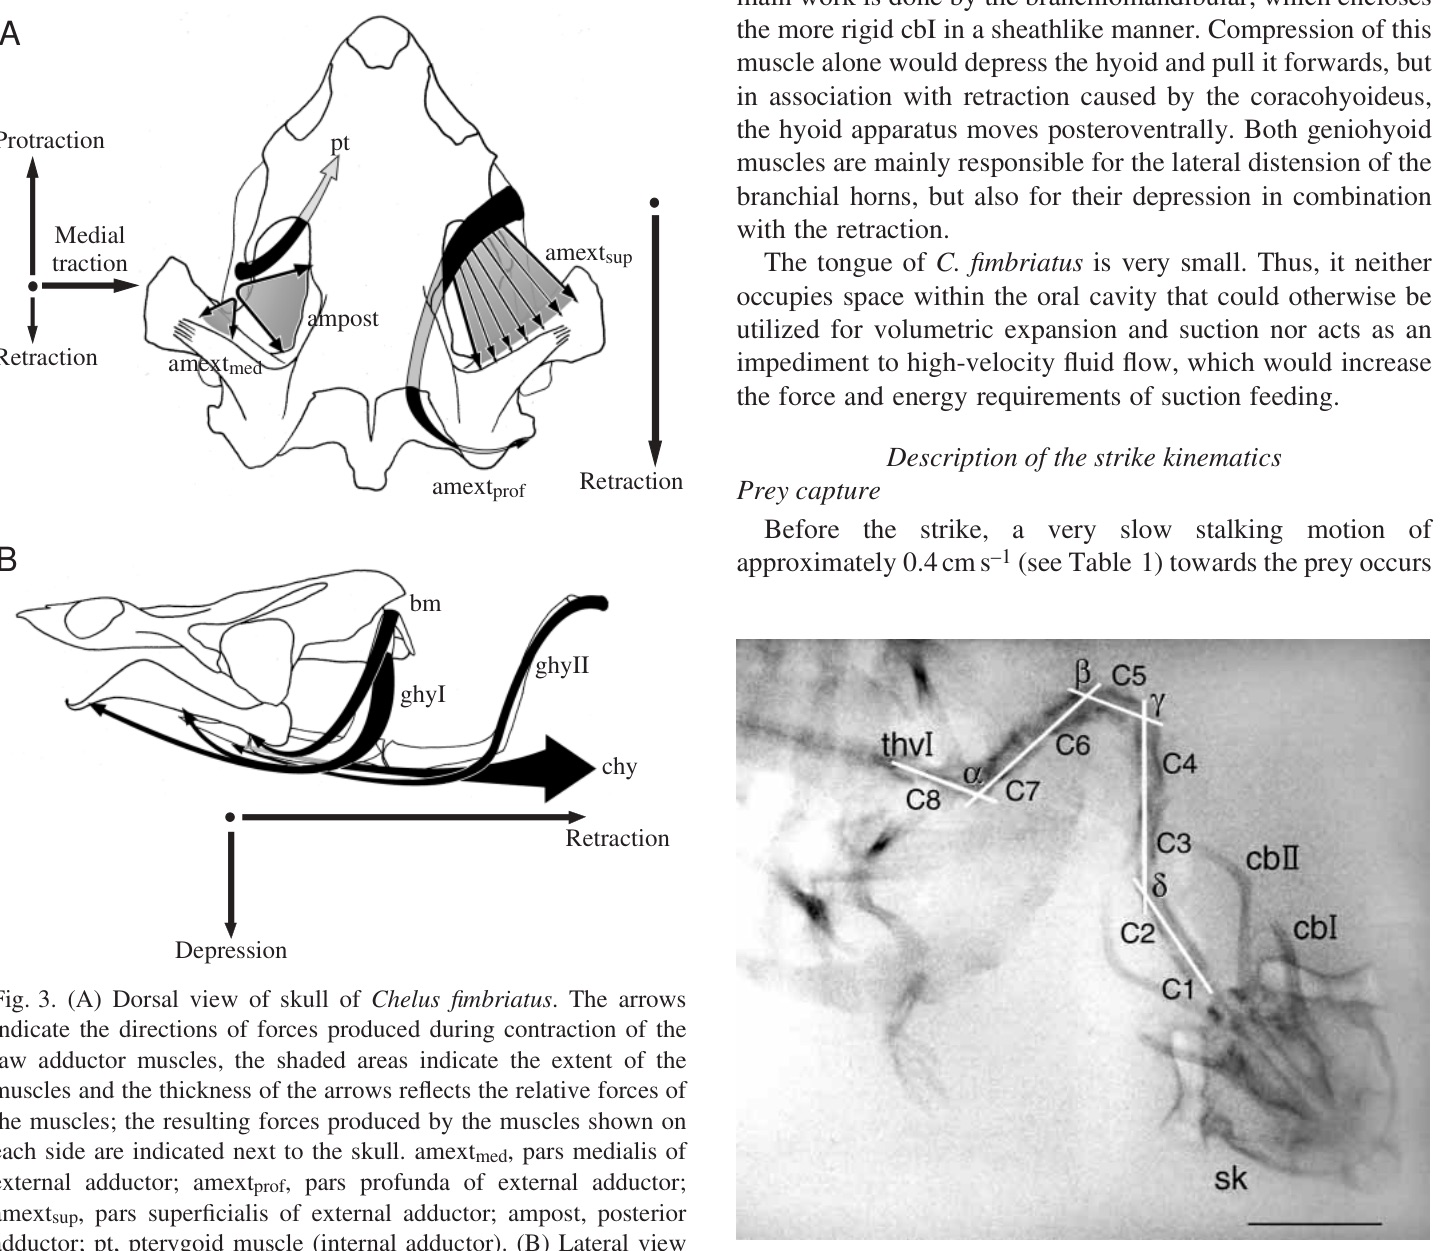 A
Protraction
Medial
traction
Retraction
pt
amextsup
ampost
amextmed
amextprof
Retraction
B
bm
ghyII
ghyI
chy
Retraction
Depression
Fig. 3. (A) Dorsal view of skull of Chelus fimbriatus. The arrows
indicate the directions of forces produced during contraction of the
jaw adductor muscles, the shaded areas indicate the extent of the
muscles and the thickness of the arrows reflects the relative forces of
the muscles; the resulting forces produced by the muscles shown on
each side are indicated next to the skull. amextmed, pars medialis of
external adductor; amextprof, pars profunda of external adductor;
amextsup, pars superficialis of external adductor; ampost, posterior
adductor; pt, pterygoid muscle (internal adductor). (B) Lateral view
main work is done by the branchiomandibular, which encloses
the more rigid cbI in a sheathlike manner. Compression of this
muscle alone would depress the hyoid and pull it forwards, but
in association with retraction caused by the coracohyoideus,
the hyoid apparatus moves posteroventrally. Both geniohyoid
muscles are mainly responsible for the lateral distension of the
branchial horns, but also for their depression in combination
with the retraction.
The tongue of C. fimbriatus is very small. Thus, it neither
occupies space within the oral cavity that could otherwise be
utilized for volumetric expansion and suction nor acts as an
impediment to high-velocity fluid flow, which would increase
the force and energy requirements of suction feeding.
Description of the strike kinematics
Prey capture
Before the strike, a very slow stalking motion of
approximately 0.4 cm s⁻¹ (see Table 1) towards the prey occurs
β C5
γ
thvI
C6
C4
α
C7
C8
C3
cbII
δ
C2
cbI
C1
sk